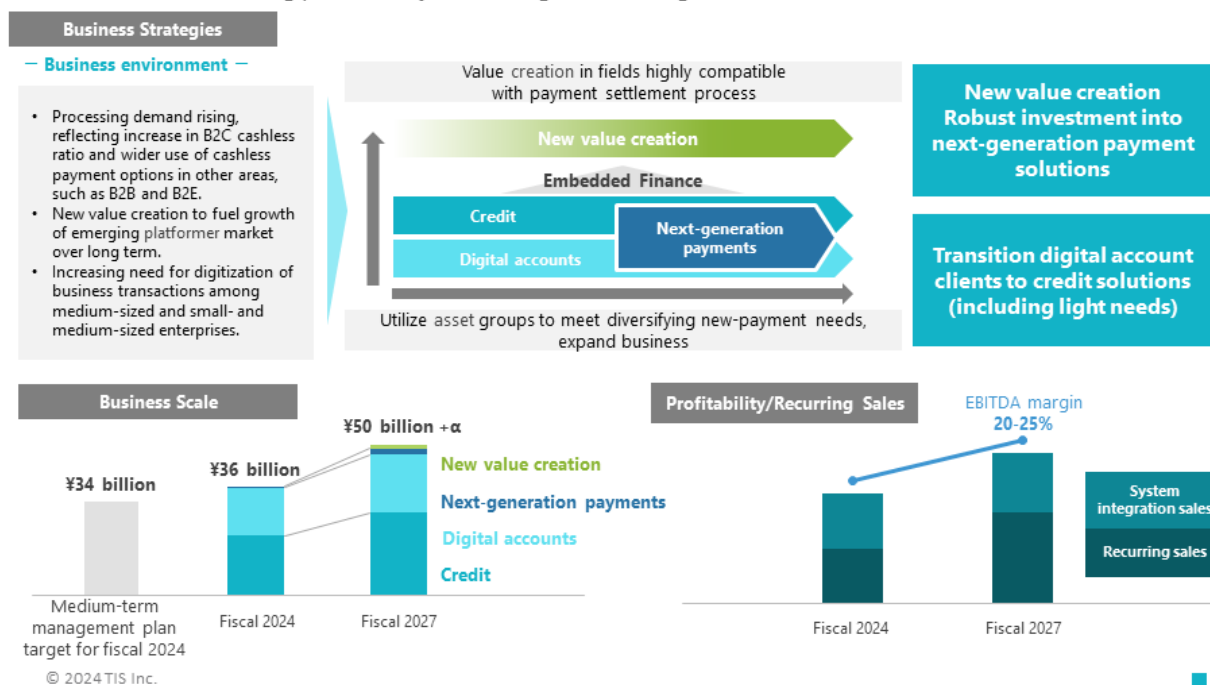 Business Strategies
— Business environment —
• Processing demand rising,
reflecting increase in B2C cashless
ratio and wider use of cashless
payment options in other areas,
such as B2B and B2E.
• New value creation to fuel growth
of emerging platformer market
over long term.
• Increasing need for digitization of
business transactions among
medium-sized and small- and
medium-sized enterprises.
Value creation in fields highly compatible
with payment settlement process
New value creation
Embedded Finance
Credit
Next-generation
payments
Digital accounts
Utilize asset groups to meet diversifying new-payment needs,
expand business
New value creation
Robust investment into
next-generation payment
solutions
Transition digital account
clients to credit solutions
(including light needs)
Business Scale
¥34 billion
¥36 billion
¥50 billion +α
New value creation
Next-generation payments
Digital accounts
Credit
Medium-term
management plan
target for fiscal 2024
Fiscal 2024
Fiscal 2027
Profitability/Recurring Sales
EBITDA margin
20-25%
System
integration sales
Recurring sales
Fiscal 2024
Fiscal 2027
© 2024 TIS Inc.